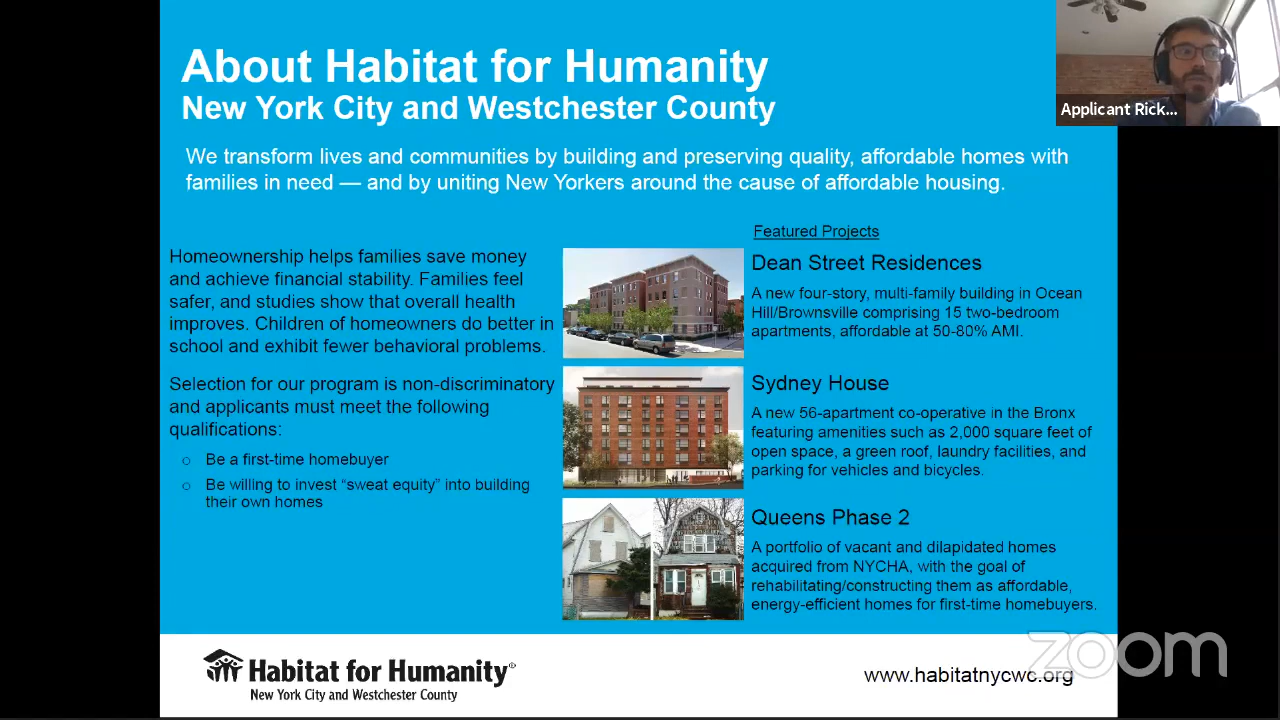 About Habitat for Humanity
New York City and Westchester County
Applicant Rick...
We transform lives and communities by building and preserving quality, affordable homes with
families in need — and by uniting New Yorkers around the cause of affordable housing.
Homeownership helps families save money
and achieve financial stability. Families feel
safer, and studies show that overall health
improves. Children of homeowners do better in
school and exhibit fewer behavioral problems.
Selection for our program is non-discriminatory
and applicants must meet the following
qualifications:
○ Be a first-time homebuyer
○ Be willing to invest “sweat equity” into building
their own homes
Featured Projects
Dean Street Residences
A new four-story, multi-family building in Ocean
Hill/Brownsville comprising 15 two-bedroom
apartments, affordable at 50-80% AMI.
Sydney House
A new 56-apartment co-operative in the Bronx
featuring amenities such as 2,000 square feet of
open space, a green roof, laundry facilities, and
parking for vehicles and bicycles.
Queens Phase 2
A portfolio of vacant and dilapidated homes
acquired from NYCHA, with the goal of
rehabilitating/constructing them as affordable,
energy-efficient homes for first-time homebuyers.
Habitat for Humanity®
New York City and Westchester County
www.habitatnycwc.org
zoom